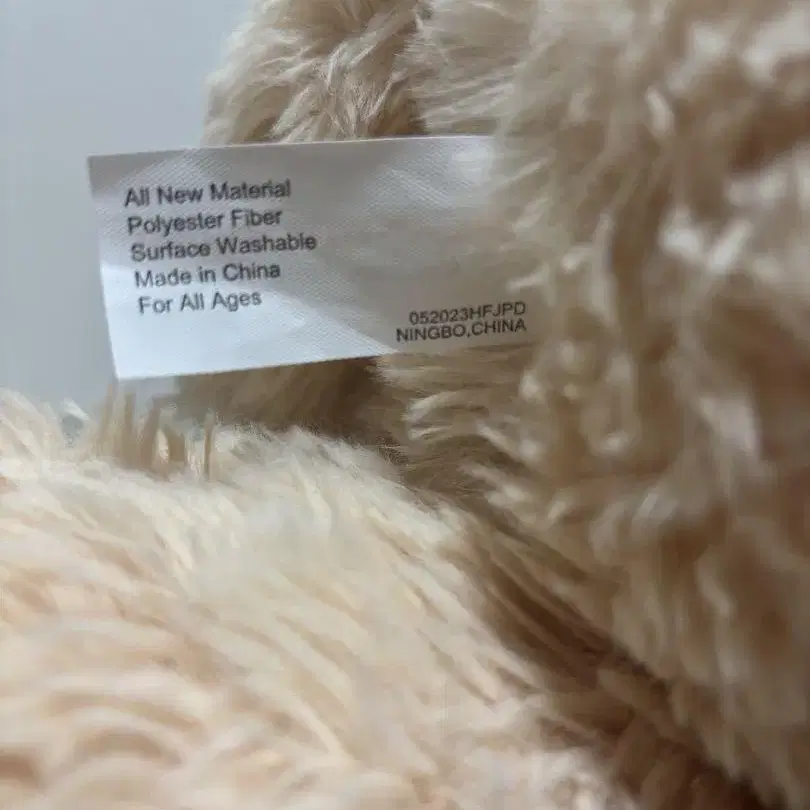 All New Material
Polyester Fiber
Surface Washable
Made in China
For All Ages
052023HFJPD
NINGBO,CHINA